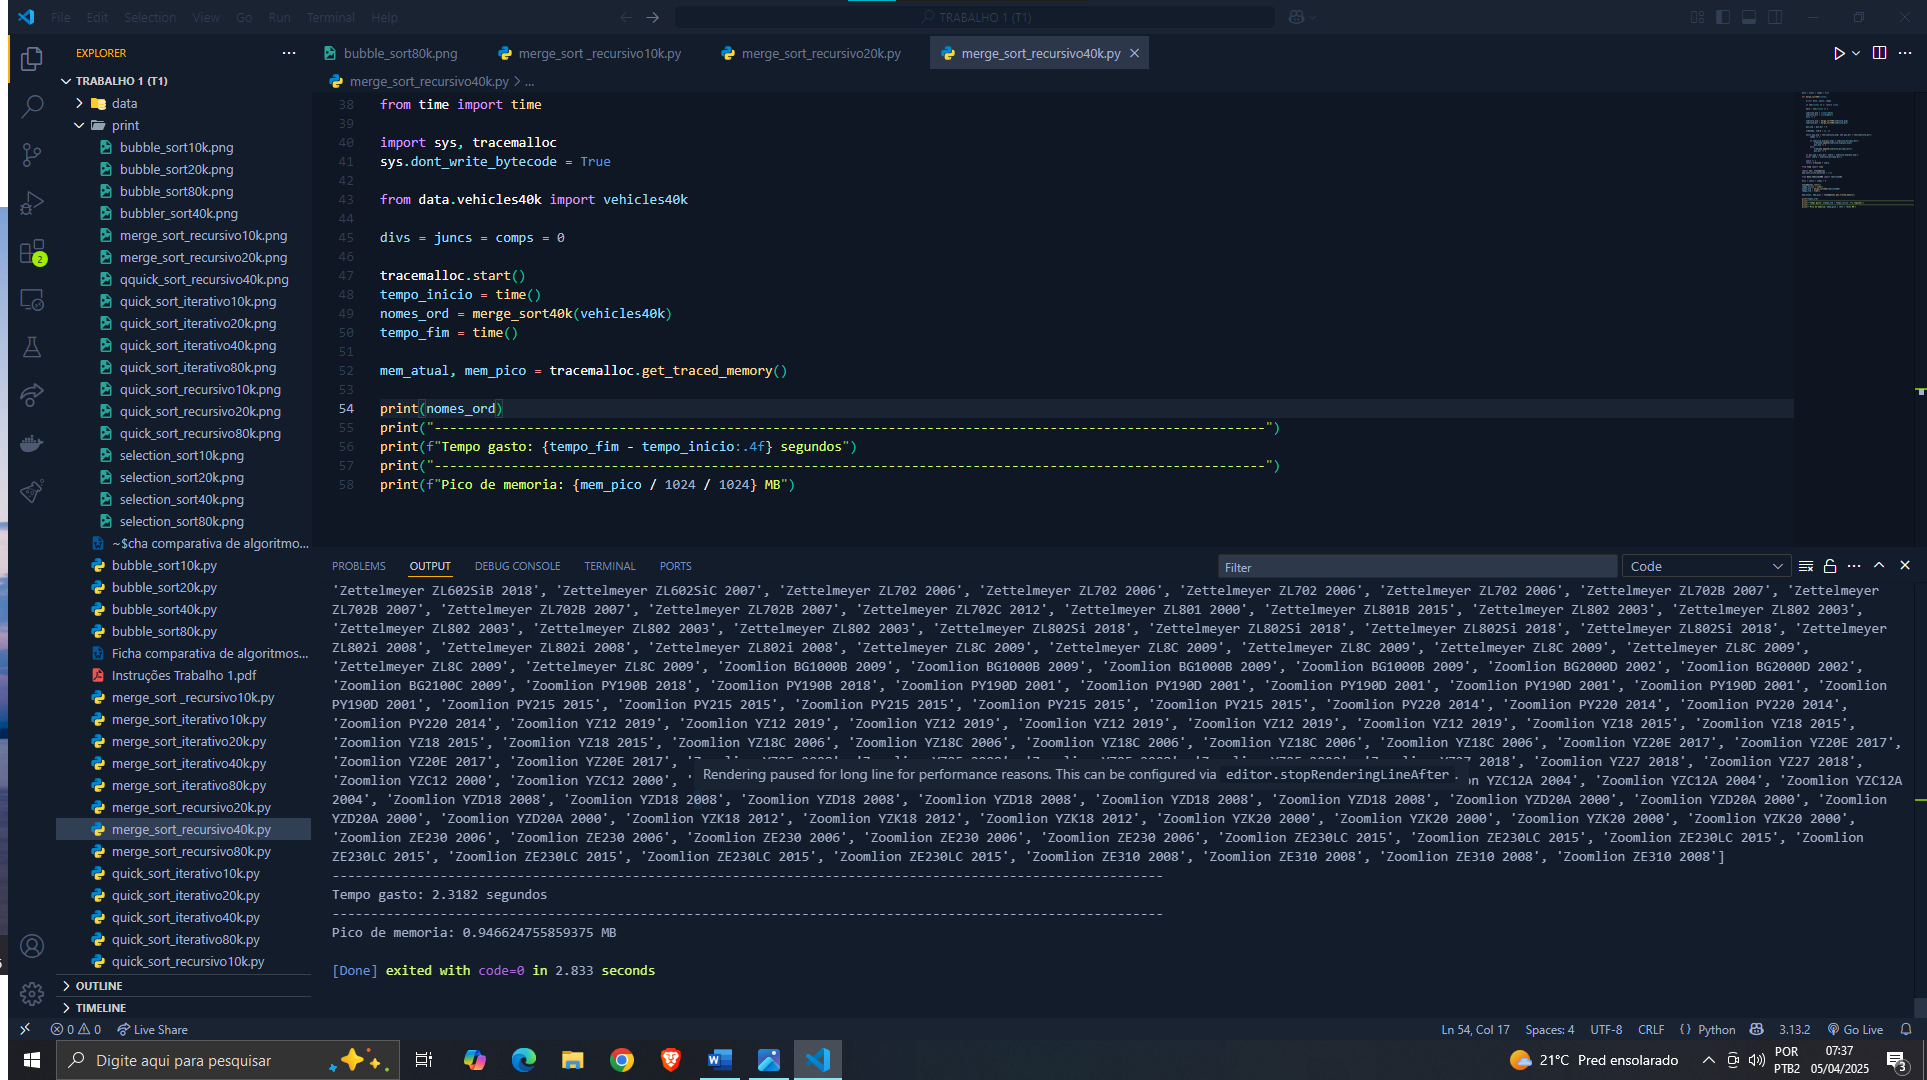 File Edit Selection View Go Run Terminal Help
TRABALHO 1 (T1)
EXPLORER
bubble_sort80k.png
merge_sort _recursivo10k.py
merge_sort_recursivo20k.py
merge_sort_recursivo40k.py
merge_sort_recursivo40k.py > ...
TRABALHO 1 (T1)
data
print
bubble_sort10k.png
bubble_sort20k.png
bubble_sort80k.png
bubbler_sort40k.png
merge_sort_recursivo10k.png
merge_sort_recursivo20k.png
qquick_sort_recursivo40k.png
quick_sort_iterativo10k.png
quick_sort_iterativo20k.png
quick_sort_iterativo40k.png
quick_sort_iterativo80k.png
quick_sort_recursivo10k.png
quick_sort_recursivo20k.png
quick_sort_recursivo80k.png
selection_sort10k.png
selection_sort20k.png
selection_sort40k.png
selection_sort80k.png
~$cha comparativa de algoritmo...
bubble_sort10k.py
bubble_sort20k.py
bubble_sort40k.py
bubble_sort80k.py
Ficha comparativa de algoritmos...
Instruções Trabalho 1.pdf
merge_sort _recursivo10k.py
merge_sort_iterativo10k.py
merge_sort_iterativo20k.py
merge_sort_iterativo40k.py
merge_sort_iterativo80k.py
merge_sort_recursivo20k.py
merge_sort_recursivo40k.py
merge_sort_recursivo80k.py
quick_sort_iterativo10k.py
quick_sort_iterativo20k.py
quick_sort_iterativo40k.py
quick_sort_iterativo80k.py
quick_sort_recursivo10k.py
OUTLINE
TIMELINE
2
38 from time import time
39
40 import sys, tracemalloc
41 sys.dont_write_bytecode = True
42
43 from data.vehicles40k import vehicles40k
44
45 divs = juncs = comps = 0
46
47 tracemalloc.start()
48 tempo_inicio = time()
49 nomes_ord = merge_sort40k(vehicles40k)
50 tempo_fim = time()
51
52 mem_atual, mem_pico = tracemalloc.get_traced_memory()
53
54 print(nomes_ord)
55 print("------------------------------------------------------------------------------------------------------------")
56 print(f"Tempo gasto: {tempo_fim - tempo_inicio:.4f} segundos")
57 print("------------------------------------------------------------------------------------------------------------")
58 print(f"Pico de memoria: {mem_pico / 1024 / 1024} MB")
PROBLEMS OUTPUT DEBUG CONSOLE TERMINAL PORTS
Filter
Code
'Zettelmeyer ZL602SiB 2018', 'Zettelmeyer ZL602SiC 2007', 'Zettelmeyer ZL702 2006', 'Zettelmeyer ZL702 2006', 'Zettelmeyer ZL702 2006', 'Zettelmeyer ZL702 2006', 'Zettelmeyer ZL702B 2007', 'Zettelmeyer
ZL702B 2007', 'Zettelmeyer ZL702B 2007', 'Zettelmeyer ZL702B 2007', 'Zettelmeyer ZL702C 2012', 'Zettelmeyer ZL801 2000', 'Zettelmeyer ZL801B 2015', 'Zettelmeyer ZL802 2003', 'Zettelmeyer ZL802 2003',
'Zettelmeyer ZL802 2003', 'Zettelmeyer ZL802 2003', 'Zettelmeyer ZL802 2003', 'Zettelmeyer ZL802Si 2018', 'Zettelmeyer ZL802Si 2018', 'Zettelmeyer ZL802Si 2018', 'Zettelmeyer ZL802Si 2018', 'Zettelmeyer
ZL802i 2008', 'Zettelmeyer ZL802i 2008', 'Zettelmeyer ZL802i 2008', 'Zettelmeyer ZL8C 2009', 'Zettelmeyer ZL8C 2009', 'Zettelmeyer ZL8C 2009', 'Zettelmeyer ZL8C 2009', 'Zettelmeyer ZL8C 2009',
'Zettelmeyer ZL8C 2009', 'Zettelmeyer ZL8C 2009', 'Zoomlion BG1000B 2009', 'Zoomlion BG1000B 2009', 'Zoomlion BG1000B 2009', 'Zoomlion BG1000B 2009', 'Zoomlion BG2000D 2002', 'Zoomlion BG2000D 2002',
'Zoomlion BG2100C 2009', 'Zoomlion PY190B 2018', 'Zoomlion PY190B 2018', 'Zoomlion PY190D 2001', 'Zoomlion PY190D 2001', 'Zoomlion PY190D 2001', 'Zoomlion PY190D 2001', 'Zoomlion PY190D 2001', 'Zoomlion
PY190D 2001', 'Zoomlion PY215 2015', 'Zoomlion PY215 2015', 'Zoomlion PY215 2015', 'Zoomlion PY215 2015', 'Zoomlion PY215 2015', 'Zoomlion PY220 2014', 'Zoomlion PY220 2014', 'Zoomlion PY220 2014',
'Zoomlion PY220 2014', 'Zoomlion YZ12 2019', 'Zoomlion YZ12 2019', 'Zoomlion YZ12 2019', 'Zoomlion YZ12 2019', 'Zoomlion YZ12 2019', 'Zoomlion YZ12 2019', 'Zoomlion YZ18 2015', 'Zoomlion YZ18 2015',
'Zoomlion YZ18 2015', 'Zoomlion YZ18 2015', 'Zoomlion YZ18C 2006', 'Zoomlion YZ18C 2006', 'Zoomlion YZ18C 2006', 'Zoomlion YZ18C 2006', 'Zoomlion YZ18C 2006', 'Zoomlion YZ20E 2017', 'Zoomlion YZ20E 2017',
'Zoomlion YZ20E 2017', 'Zoomlion YZ20E 2017', YZ27 2018', 'Zoomlion YZ27 2018',
'Zoomlion YZC12 2000', 'Zoomlion YZC12 2000', Rendering paused for long line for performance reasons. This can be configured via editor.stopRenderingLineAfter. YZC12A 2004', 'Zoomlion YZC12A 2004', 'Zoomlion YZC12A
2004', 'Zoomlion YZD18 2008', 'Zoomlion YZD18 2008', 'Zoomlion YZD18 2008', 'Zoomlion YZD18 2008', 'Zoomlion YZD18 2008', 'Zoomlion YZD18 2008', 'Zoomlion YZD20A 2000', 'Zoomlion YZD20A 2000', 'Zoomlion
YZD20A 2000', 'Zoomlion YZD20A 2000', 'Zoomlion YZK18 2012', 'Zoomlion YZK18 2012', 'Zoomlion YZK18 2012', 'Zoomlion YZK20 2000', 'Zoomlion YZK20 2000', 'Zoomlion YZK20 2000', 'Zoomlion YZK20 2000',
'Zoomlion ZE230 2006', 'Zoomlion ZE230 2006', 'Zoomlion ZE230 2006', 'Zoomlion ZE230 2006', 'Zoomlion ZE230LC 2015', 'Zoomlion ZE230LC 2015', 'Zoomlion ZE230LC 2015', 'Zoomlion
ZE230LC 2015', 'Zoomlion ZE230LC 2015', 'Zoomlion ZE230LC 2015', 'Zoomlion ZE230LC 2015', 'Zoomlion ZE310 2008', 'Zoomlion ZE310 2008', 'Zoomlion ZE310 2008', 'Zoomlion ZE310 2008']
------------------------------------------------------------------------------------------------------------
Tempo gasto: 2.3182 segundos
------------------------------------------------------------------------------------------------------------
Pico de memoria: 0.946624755859375 MB
[Done] exited with code=0 in 2.833 seconds
0 0 Live Share
Ln 54, Col 17 Spaces: 4 UTF-8 CRLF {} Python 3.13.2 Go Live
Digite aqui para pesquisar
21°C Pred ensolarado
POR
PTB2
07:37
05/04/2025
3